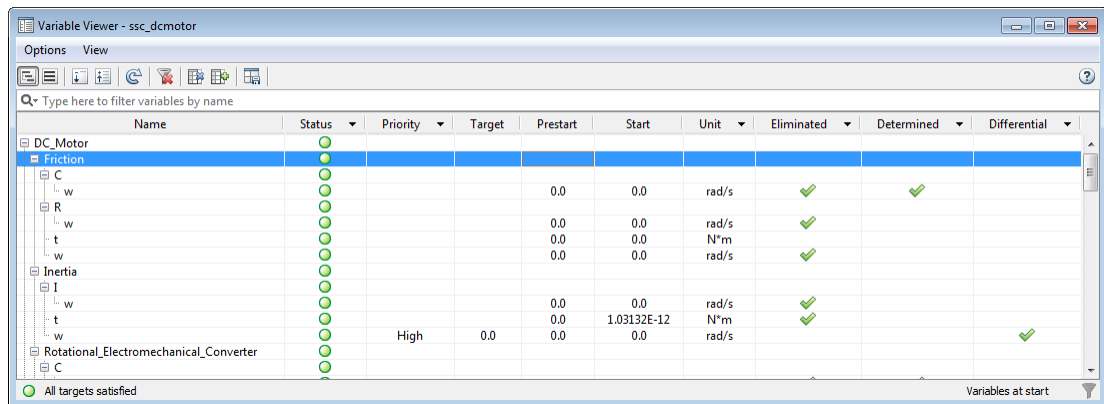 Variable Viewer - ssc_dcmotor
Options View
Type here to filter variables by name
Name Status Priority Target Prestart Start Unit Eliminated Determined Differential
DC_Motor
Friction
C
w 0.0 0.0 rad/s
R
w 0.0 0.0 rad/s
t 0.0 0.0 N*m
w 0.0 0.0 rad/s
Inertia
I
w 0.0 0.0 rad/s
t 0.0 1.03132E-12 N*m
w High 0.0 0.0 0.0 rad/s
Rotational_Electromechanical_Converter
C
All targets satisfied Variables at start